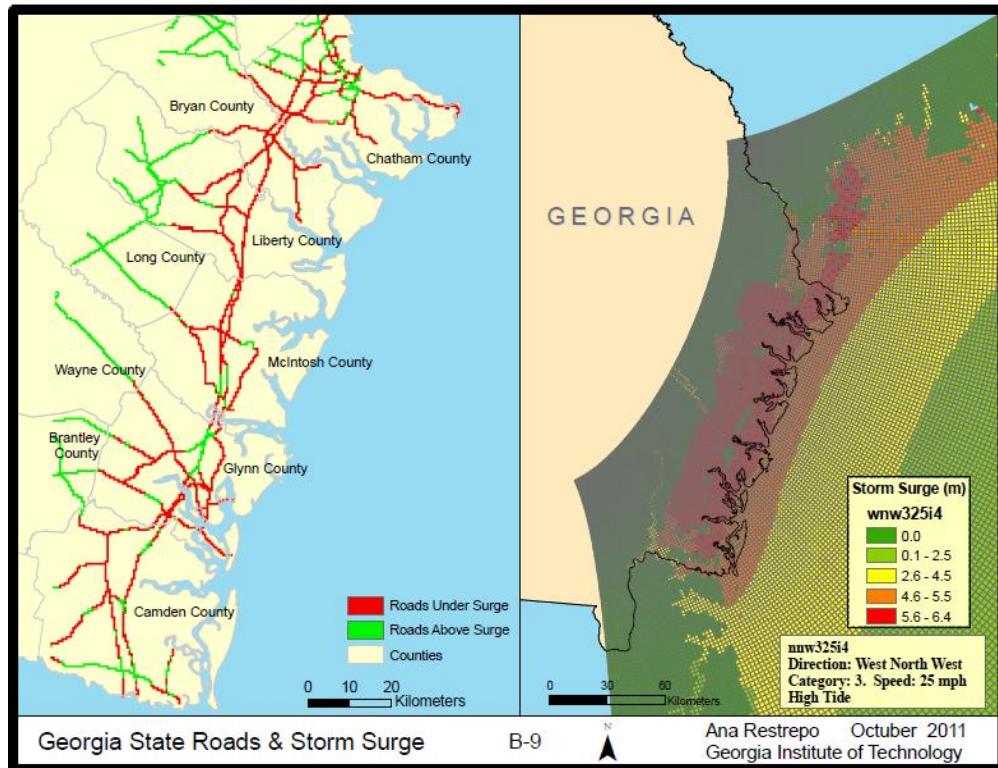 Bryan County
Chatham County
Liberty County
Long County
McIntosh County
Wayne County
Brantley
County
Glynn County
Camden County
Roads Under Surge
Roads Above Surge
Counties
0 10 20
Kilometers
GEORGIA
Storm Surge (m)
wnw325i4
0.0
0.1 - 2.5
2.6 - 4.5
4.6 - 5.5
5.6 - 6.4
nnw325i4
Direction: West North West
Category: 3. Speed: 25 mph
High Tide
0 30 60
Kilometers
Georgia State Roads & Storm Surge
B-9
N
Ana Restrepo October 2011
Georgia Institute of Technology